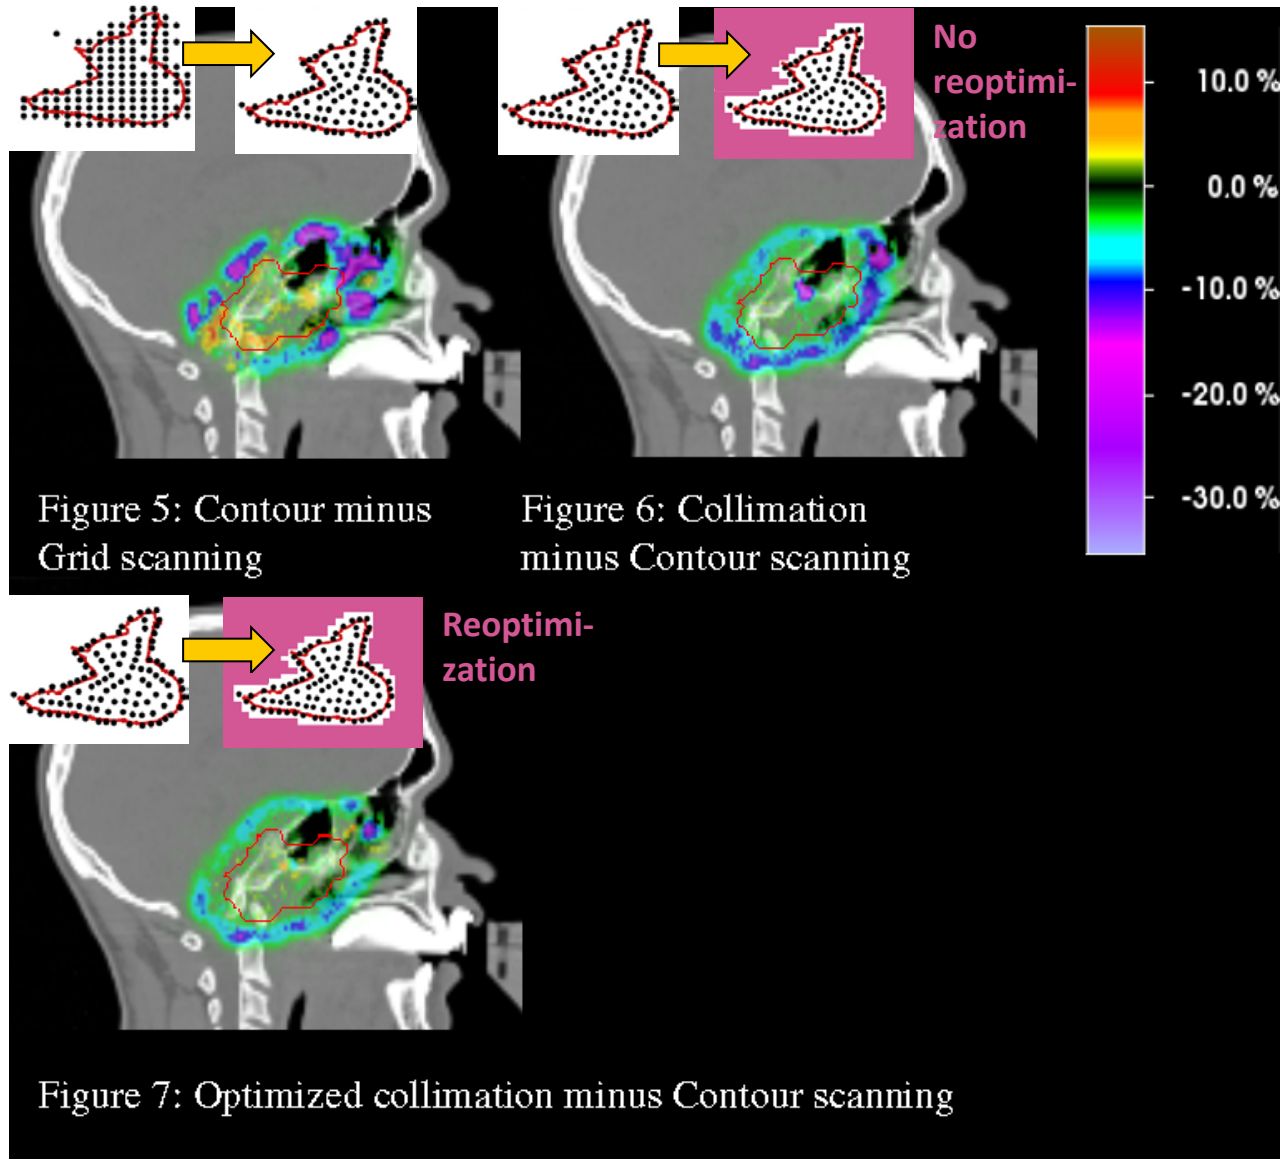 No
reoptimi-
zation
10.0 %
0.0 %
-10.0 %
-20.0 %
-30.0 %
Figure 5: Contour minus
Grid scanning
Figure 6: Collimation
minus Contour scanning
Reoptimi-
zation
Figure 7: Optimized collimation minus Contour scanning